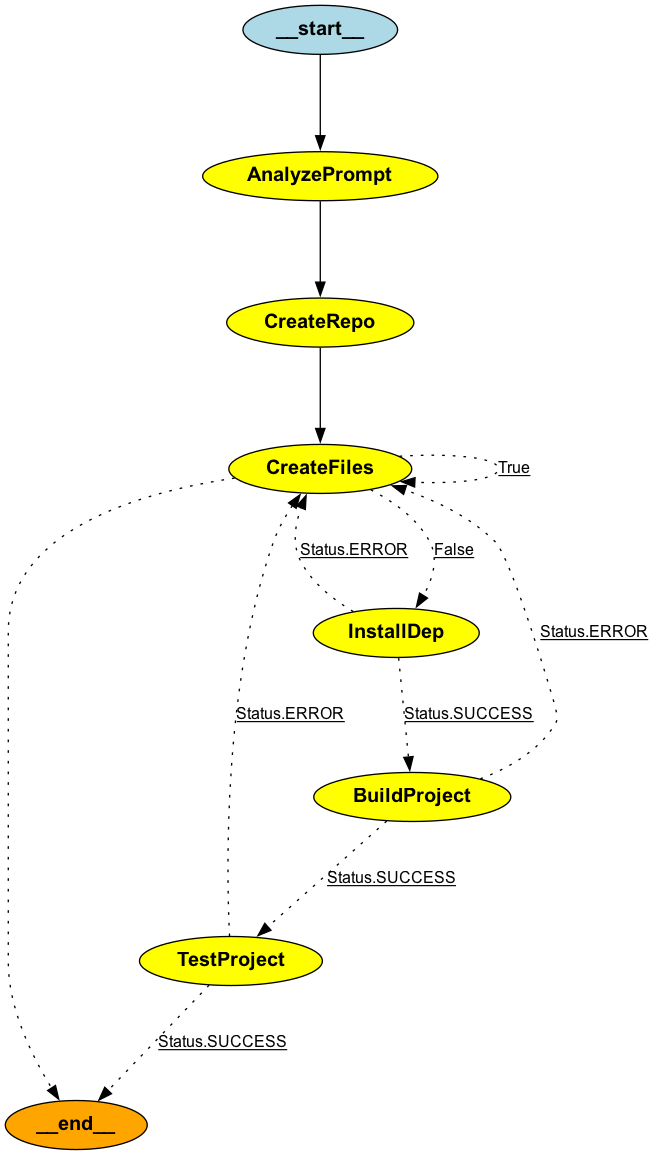 __start__
AnalyzePrompt
CreateRepo
CreateFiles
True
Status.ERROR
False
InstallDep
Status.ERROR
Status.ERROR
Status.SUCCESS
BuildProject
Status.SUCCESS
TestProject
Status.SUCCESS
__end__